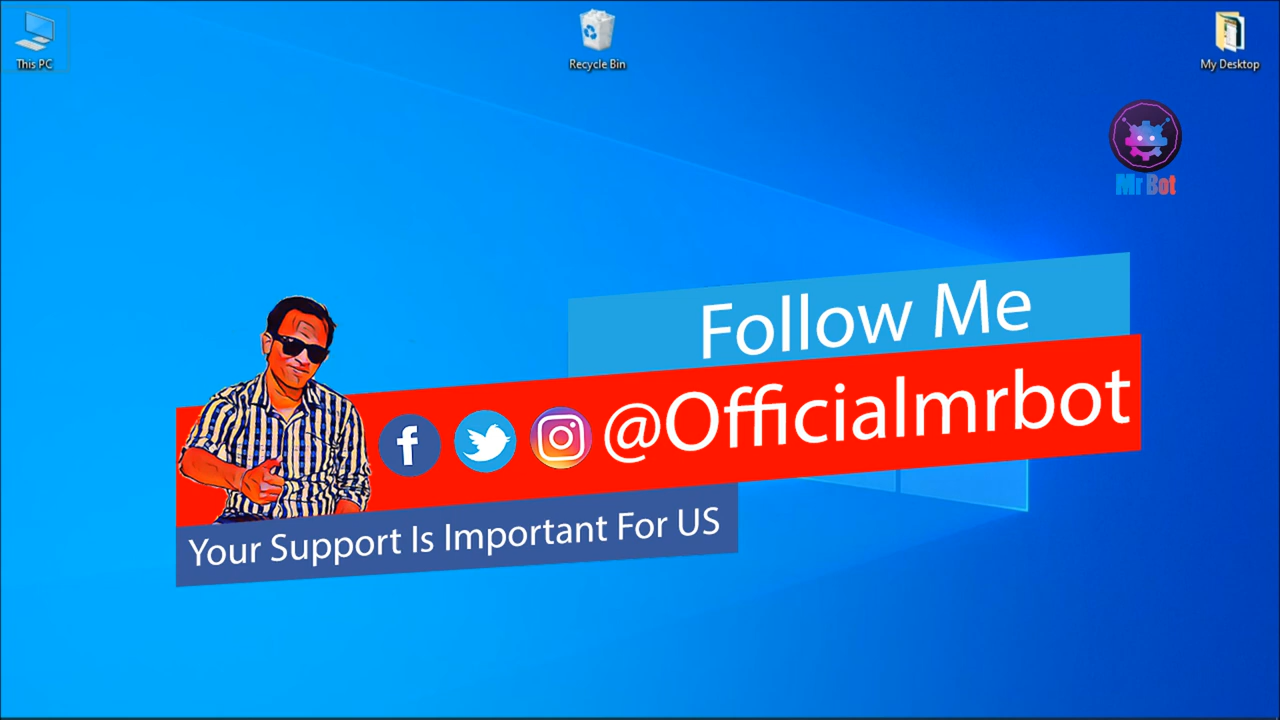 This PC
Recycle Bin
My Desktop
Mr Bot
Follow Me
@Officialmrbot
Your Support Is Important For US